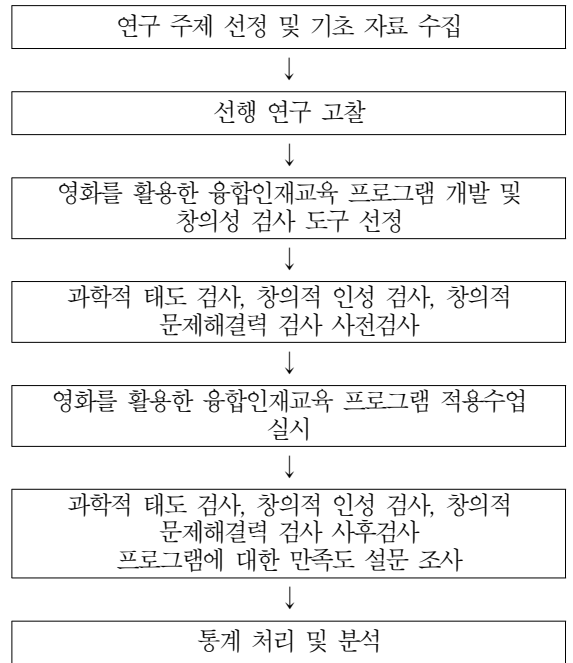 연구 주제 선정 및 기초 자료 수집
↓
선행 연구 고찰
↓
영화를 활용한 융합인재교육 프로그램 개발 및
창의성 검사 도구 선정
↓
과학적 태도 검사, 창의적 인성 검사, 창의적
문제해결력 검사 사전검사
↓
영화를 활용한 융합인재교육 프로그램 적용수업
실시
↓
과학적 태도 검사, 창의적 인성 검사, 창의적
문제해결력 검사 사후검사
프로그램에 대한 만족도 설문 조사
↓
통계 처리 및 분석